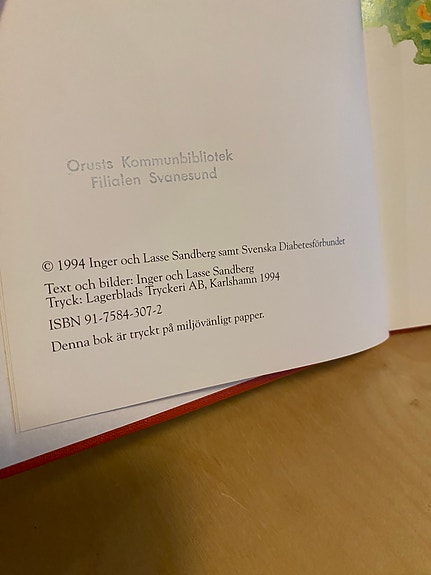 Orusts Kommunbibliotek
Filialen Svanesund
© 1994 Inger och Lasse Sandberg samt Svenska Diabetesförbundet
Text och bilder: Inger och Lasse Sandberg
Tryck: Lagerblads Tryckeri AB, Karlshamn 1994
ISBN 91-7584-307-2
Denna bok är tryckt på miljövänligt papper.